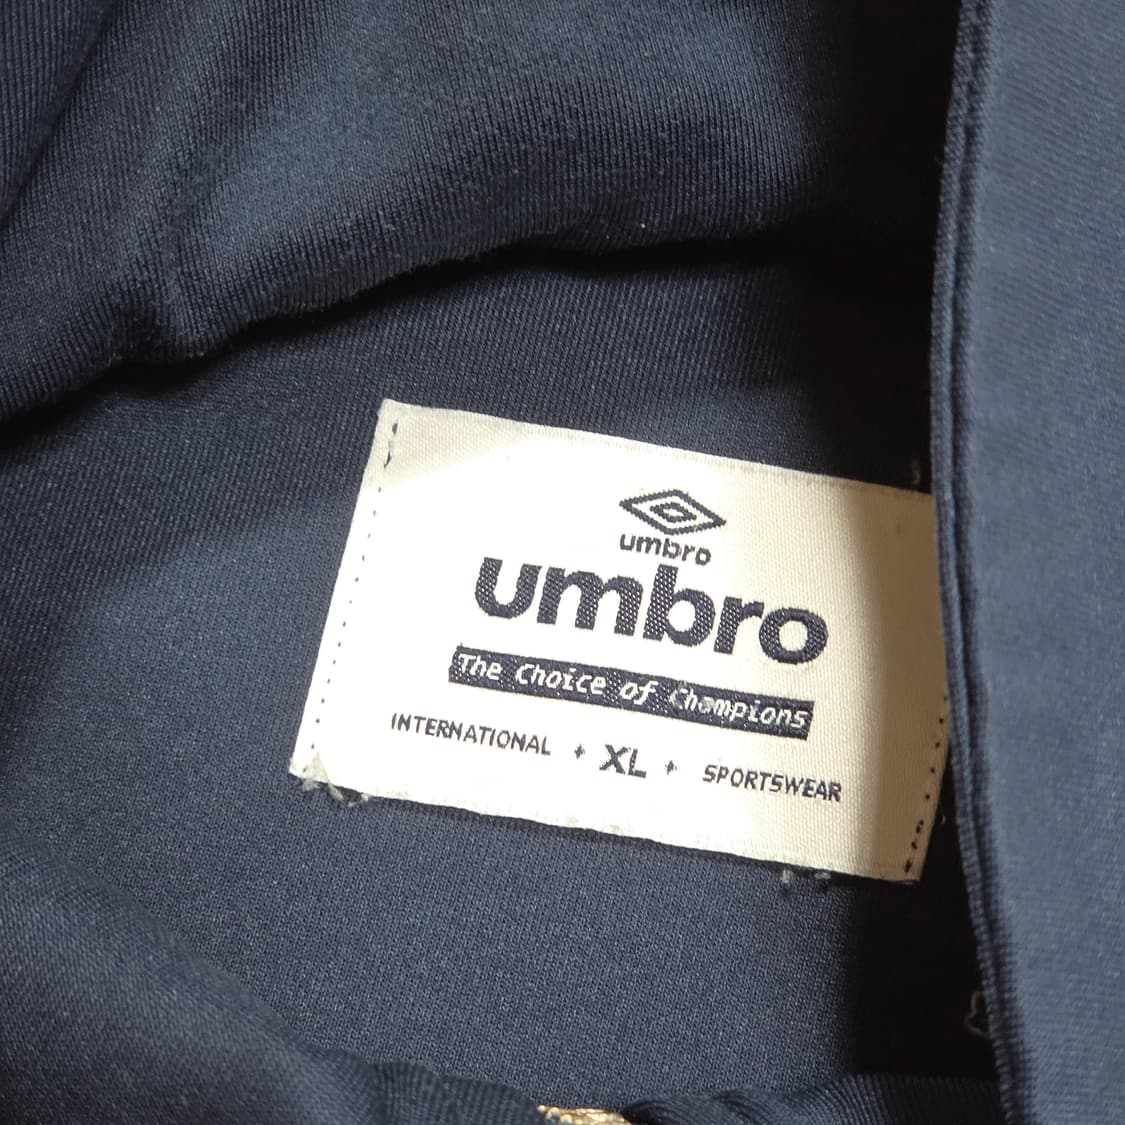 umbro
umbro
The Choice of Champions
INTERNATIONAL ✦ XL ✦ SPORTSWEAR